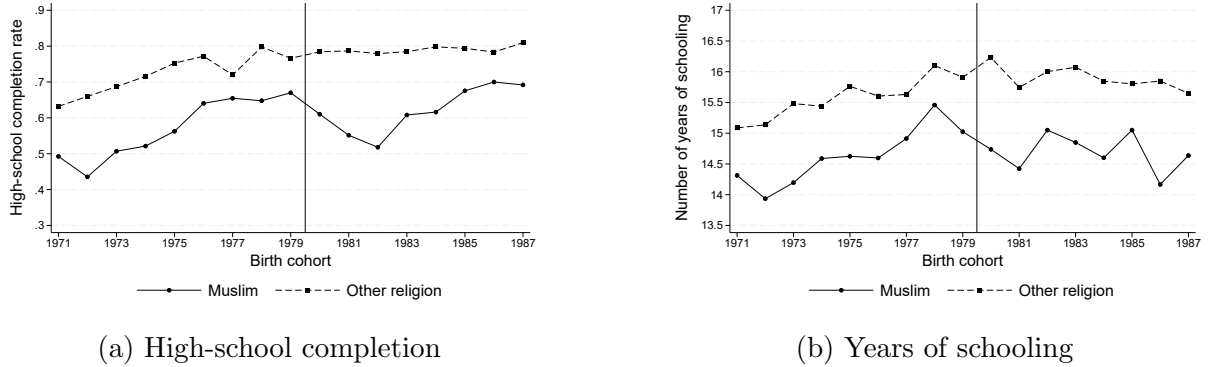 High-school completion rate
.9
.8
.7
.6
.5
.4
.3
1971 1973 1975 1977 1979 1981 1983 1985 1987
Birth cohort
Muslim Other religion
(a) High-school completion
Number of years of schooling
17
16.5
16
15.5
15
14.5
14
13.5
1971 1973 1975 1977 1979 1981 1983 1985 1987
Birth cohort
Muslim Other religion
(b) Years of schooling